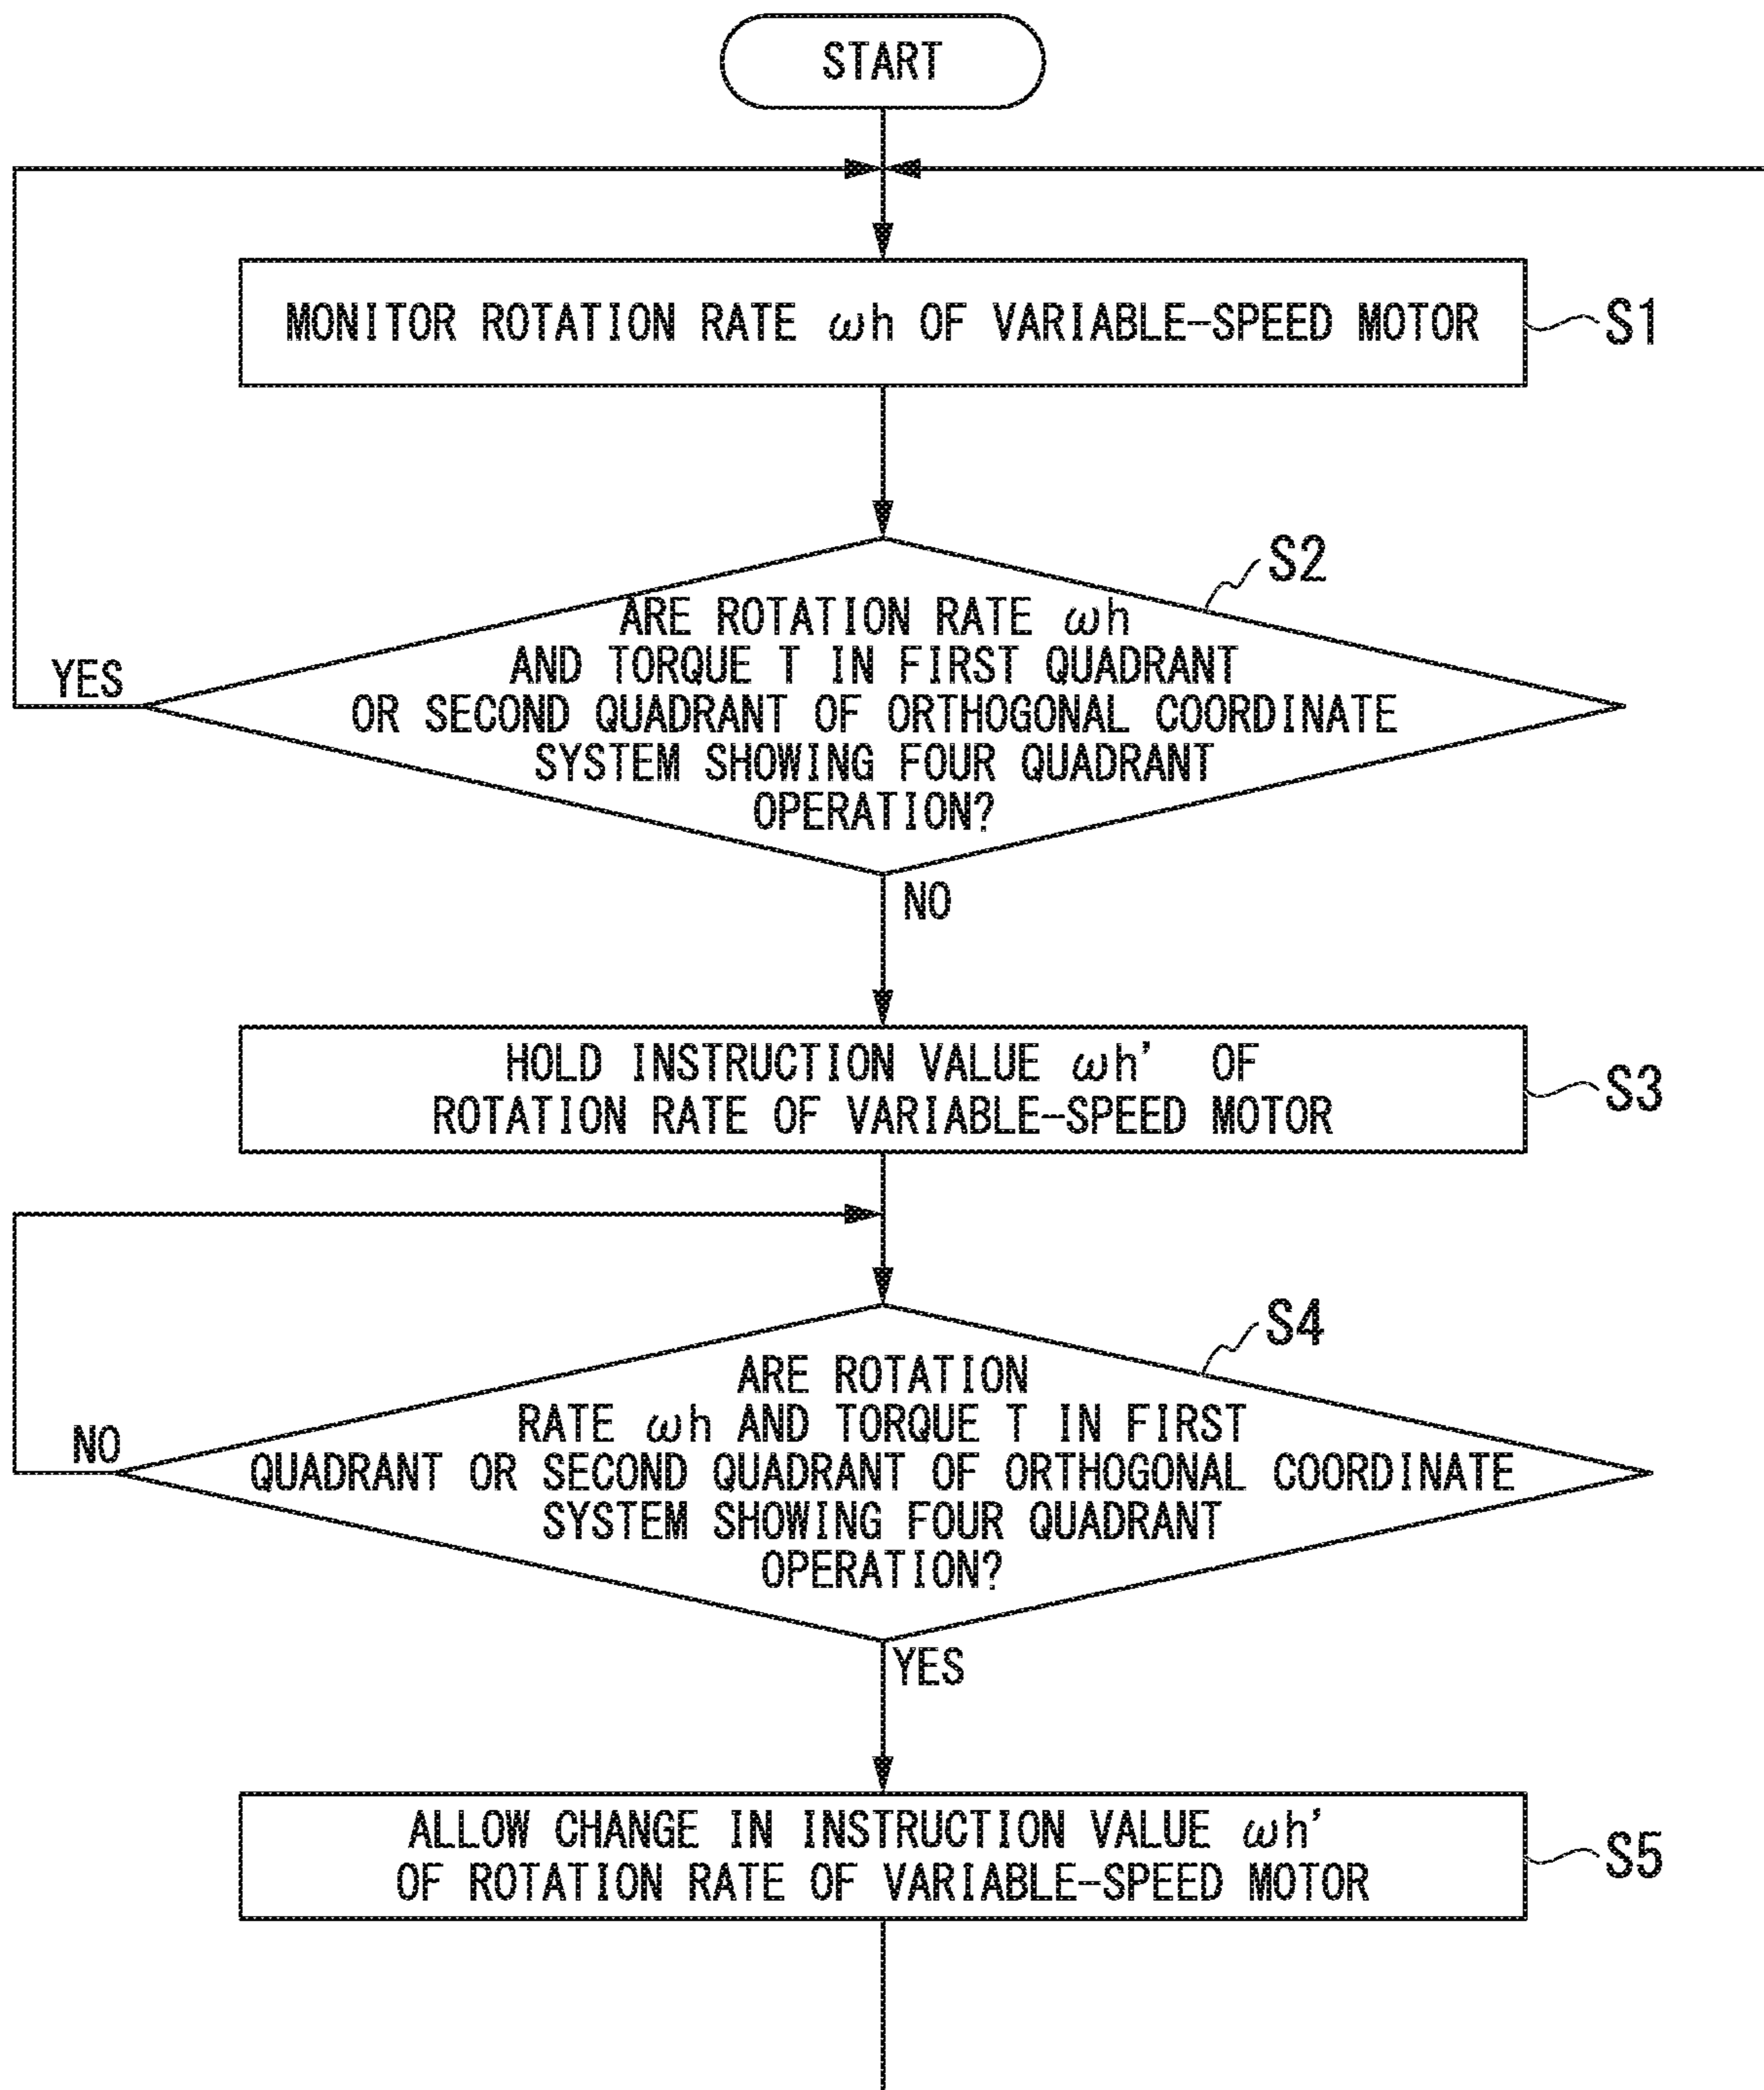 START
MONITOR ROTATION RATE ωh OF VARIABLE-SPEED MOTOR
S1
S2
ARE ROTATION RATE ωh
AND TORQUE T IN FIRST QUADRANT
OR SECOND QUADRANT OF ORTHOGONAL COORDINATE
SYSTEM SHOWING FOUR QUADRANT
OPERATION?
YES
NO
HOLD INSTRUCTION VALUE ωh' OF
ROTATION RATE OF VARIABLE-SPEED MOTOR
S3
S4
ARE ROTATION
RATE ωh AND TORQUE T IN FIRST
QUADRANT OR SECOND QUADRANT OF ORTHOGONAL COORDINATE
SYSTEM SHOWING FOUR QUADRANT
OPERATION?
NO
YES
ALLOW CHANGE IN INSTRUCTION VALUE ωh'
OF ROTATION RATE OF VARIABLE-SPEED MOTOR
S5